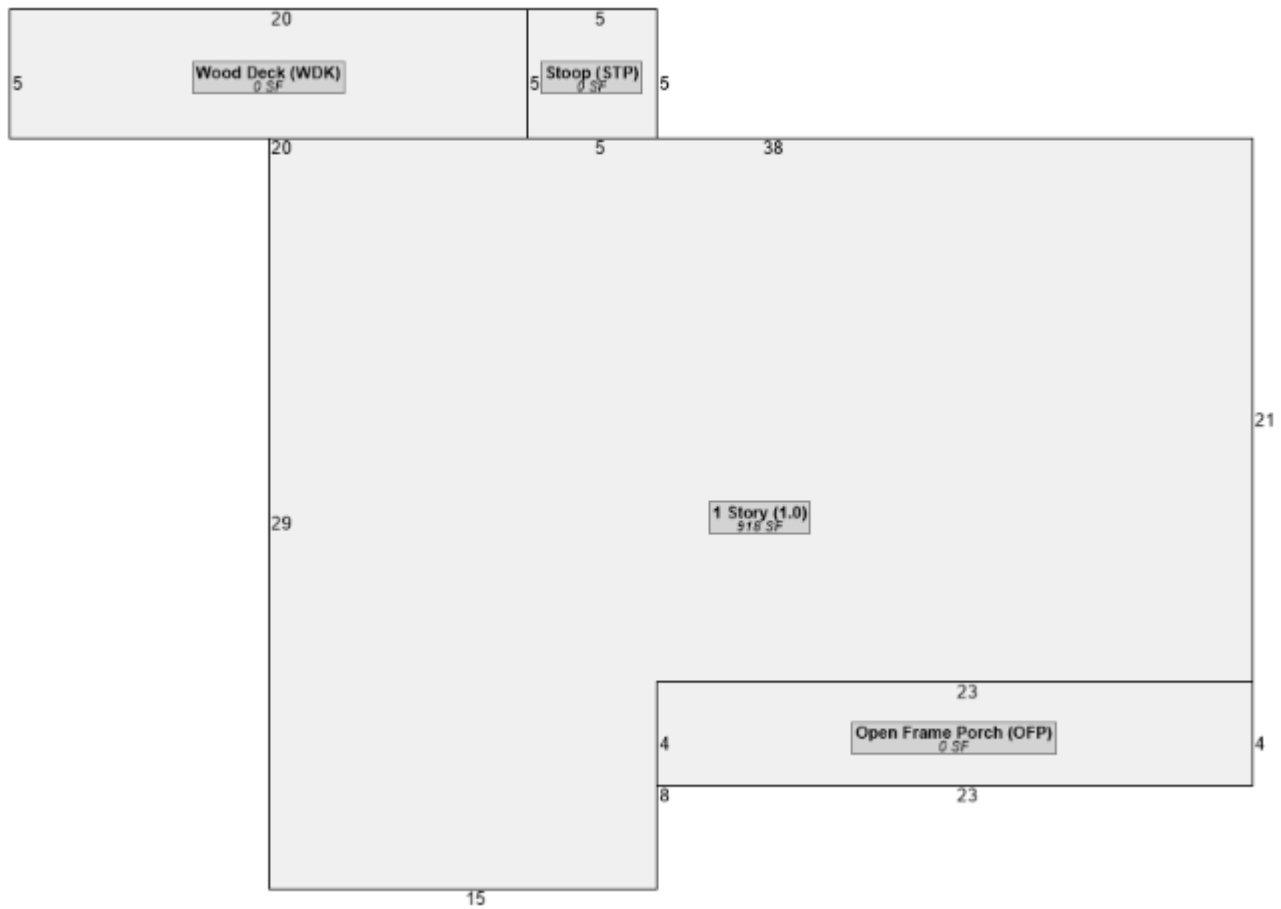 20 5
5 Wood Deck (WDK) 5 Stoop (STP) 5
0 SF 0 SF
20 5 38
21
29
1 Story (1.0)
918 SF
23
4 Open Frame Porch (OFP) 4
0 SF
8 23
15